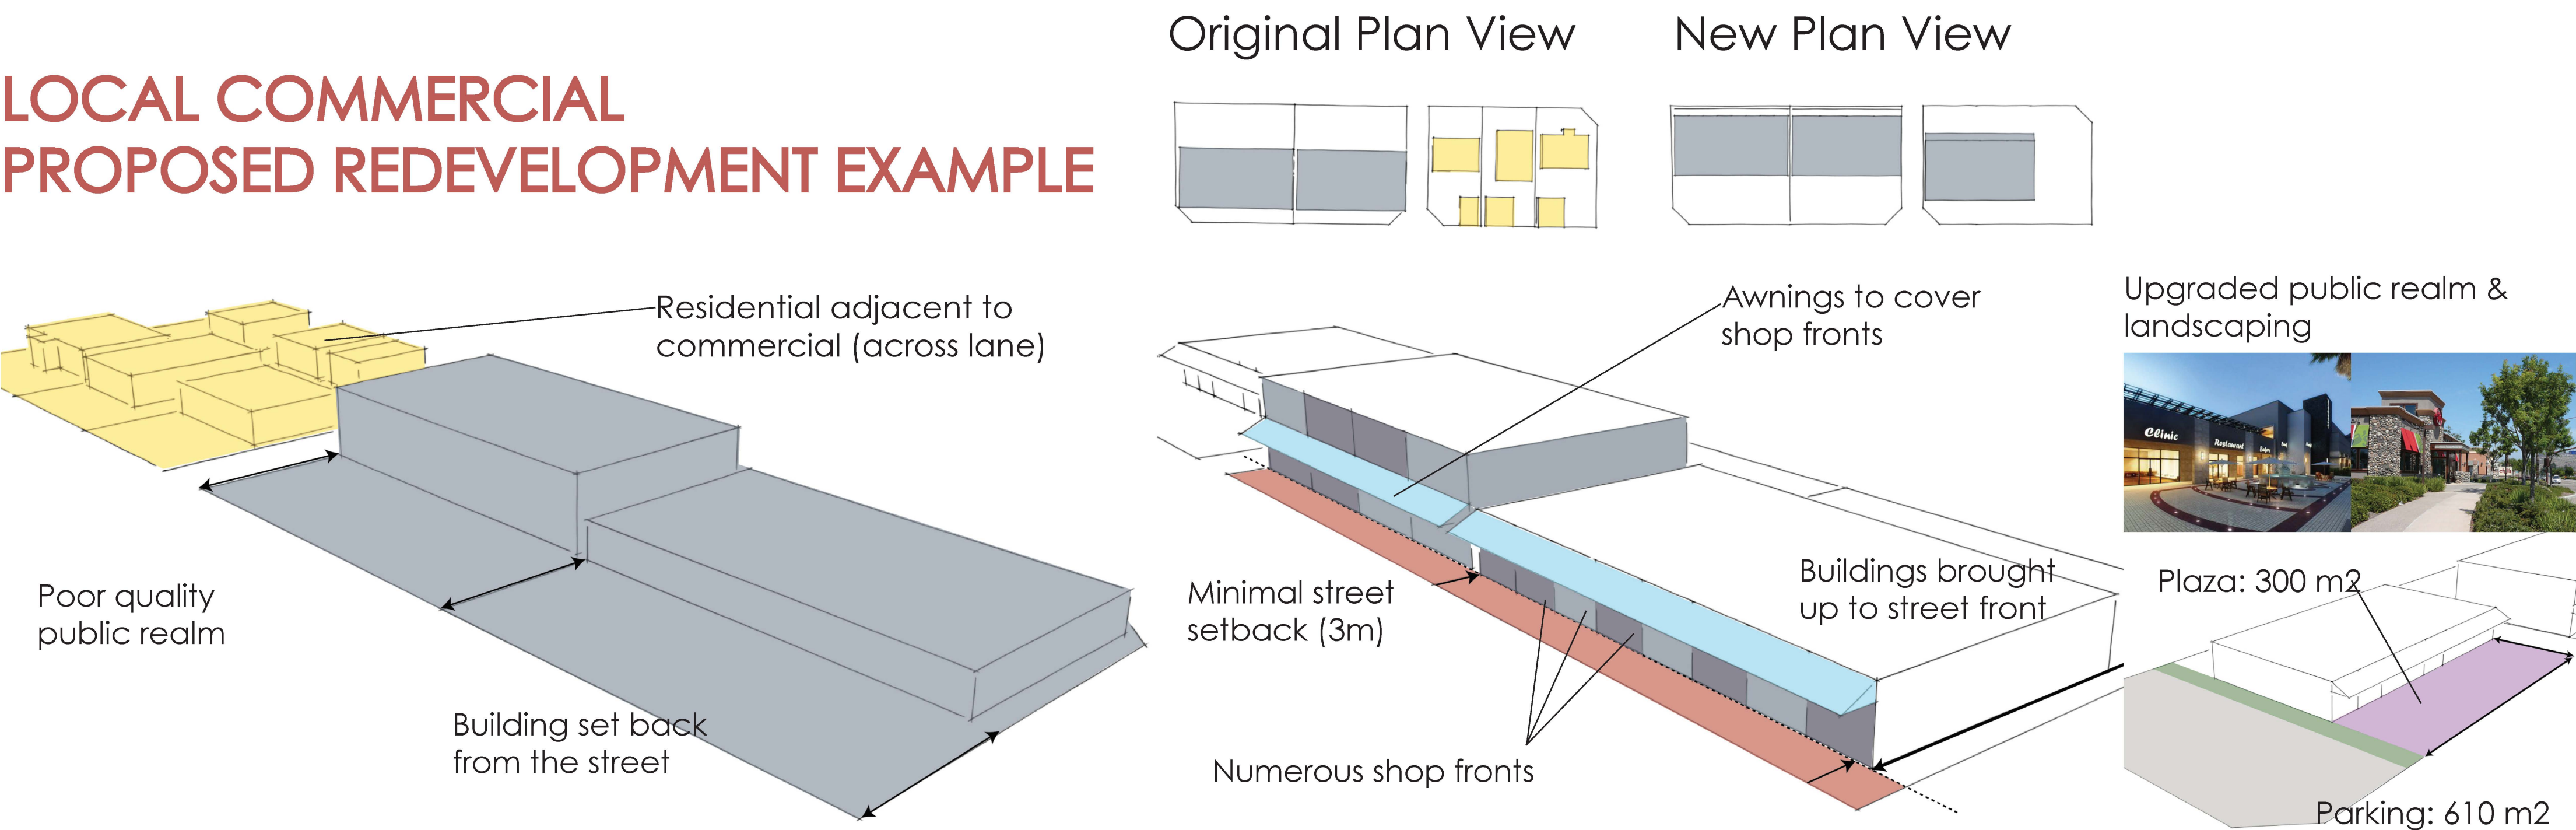 LOCAL COMMERCIAL
PROPOSED REDEVELOPMENT EXAMPLE
Original Plan View
New Plan View
Residential adjacent to
commercial (across lane)
Poor quality
public realm
Building set back
from the street
Awnings to cover
shop fronts
Minimal street
setback (3m)
Numerous shop fronts
Buildings brought
up to street front
Upgraded public realm &
landscaping
Clinic
Restaurant
Bakery
Plaza: 300 m2
Parking: 610 m2